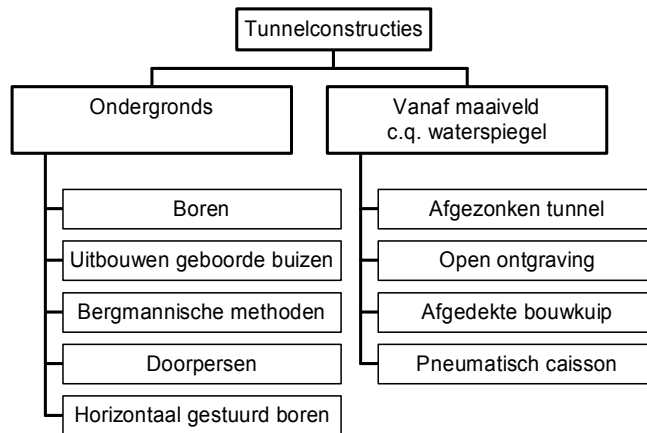 Tunnelconstructies
Ondergronds
Boren
Uitbouwen geboorde buizen
Bergmannische methoden
Doorpersen
Horizontaal gestuurd boren
Vanaf maaiveld
c.q. waterspiegel
Afgezonken tunnel
Open ontgraving
Afgedekte bouwkuip
Pneumatisch caisson